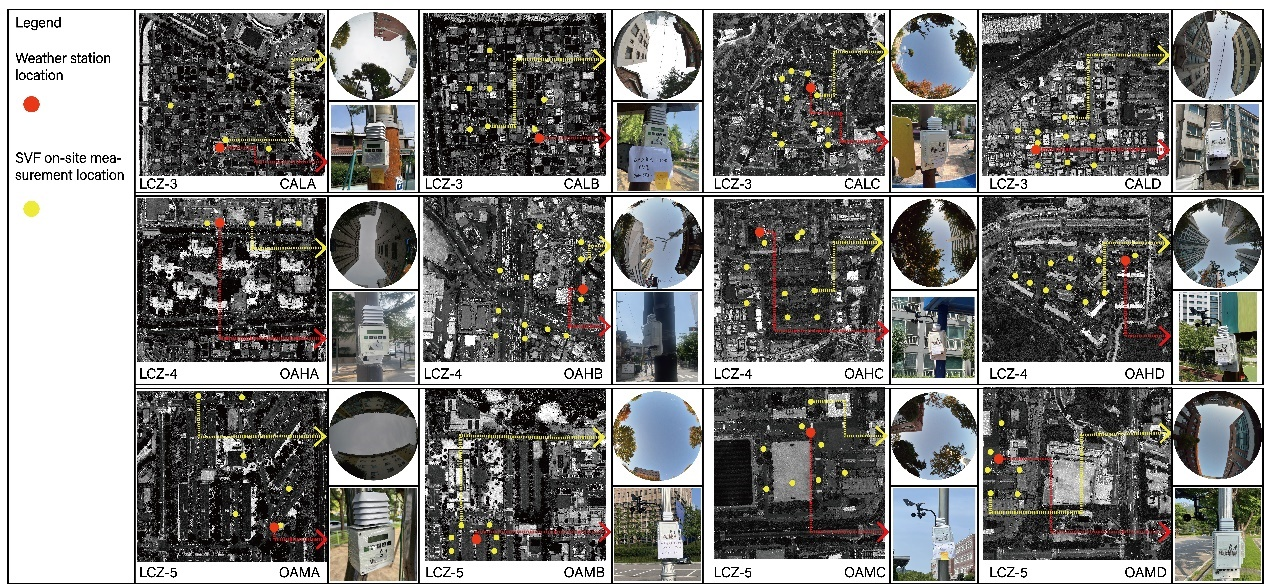 Legend
Weather station
location
SVF on-site mea-
surement location
LCZ-3 CALA
LCZ-3 CALB
LCZ-3 CALC
LCZ-3 CALD
LCZ-4 OAHA
LCZ-4 OAHB
LCZ-4 OAHC
LCZ-4 OAHD
LCZ-5 OAMA
LCZ-5 OAMB
LCZ-5 OAMC
LCZ-5 OAMD